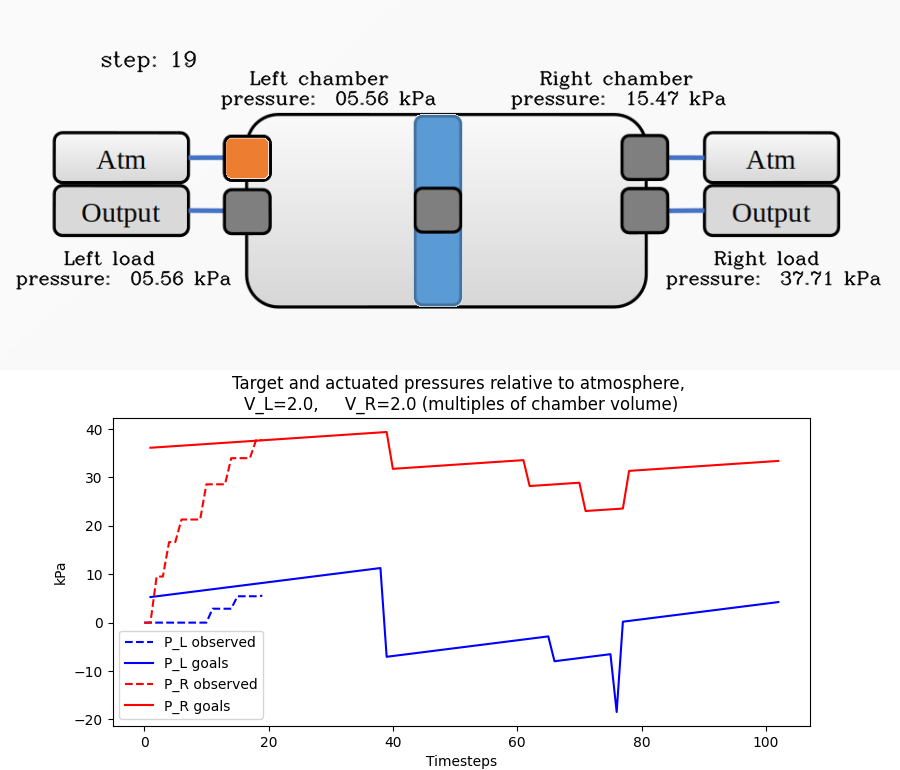 step: 19
Left chamber
pressure: 05.56 kPa
Right chamber
pressure: 15.47 kPa
Atm
Output
Atm
Output
Left load
pressure: 05.56 kPa
Right load
pressure: 37.71 kPa
Target and actuated pressures relative to atmosphere,
V_L=2.0, V_R=2.0 (multiples of chamber volume)
kPa
40
30
20
10
0
−10
−20
P_L observed
P_L goals
P_R observed
P_R goals
0 20 40 60 80 100
Timesteps